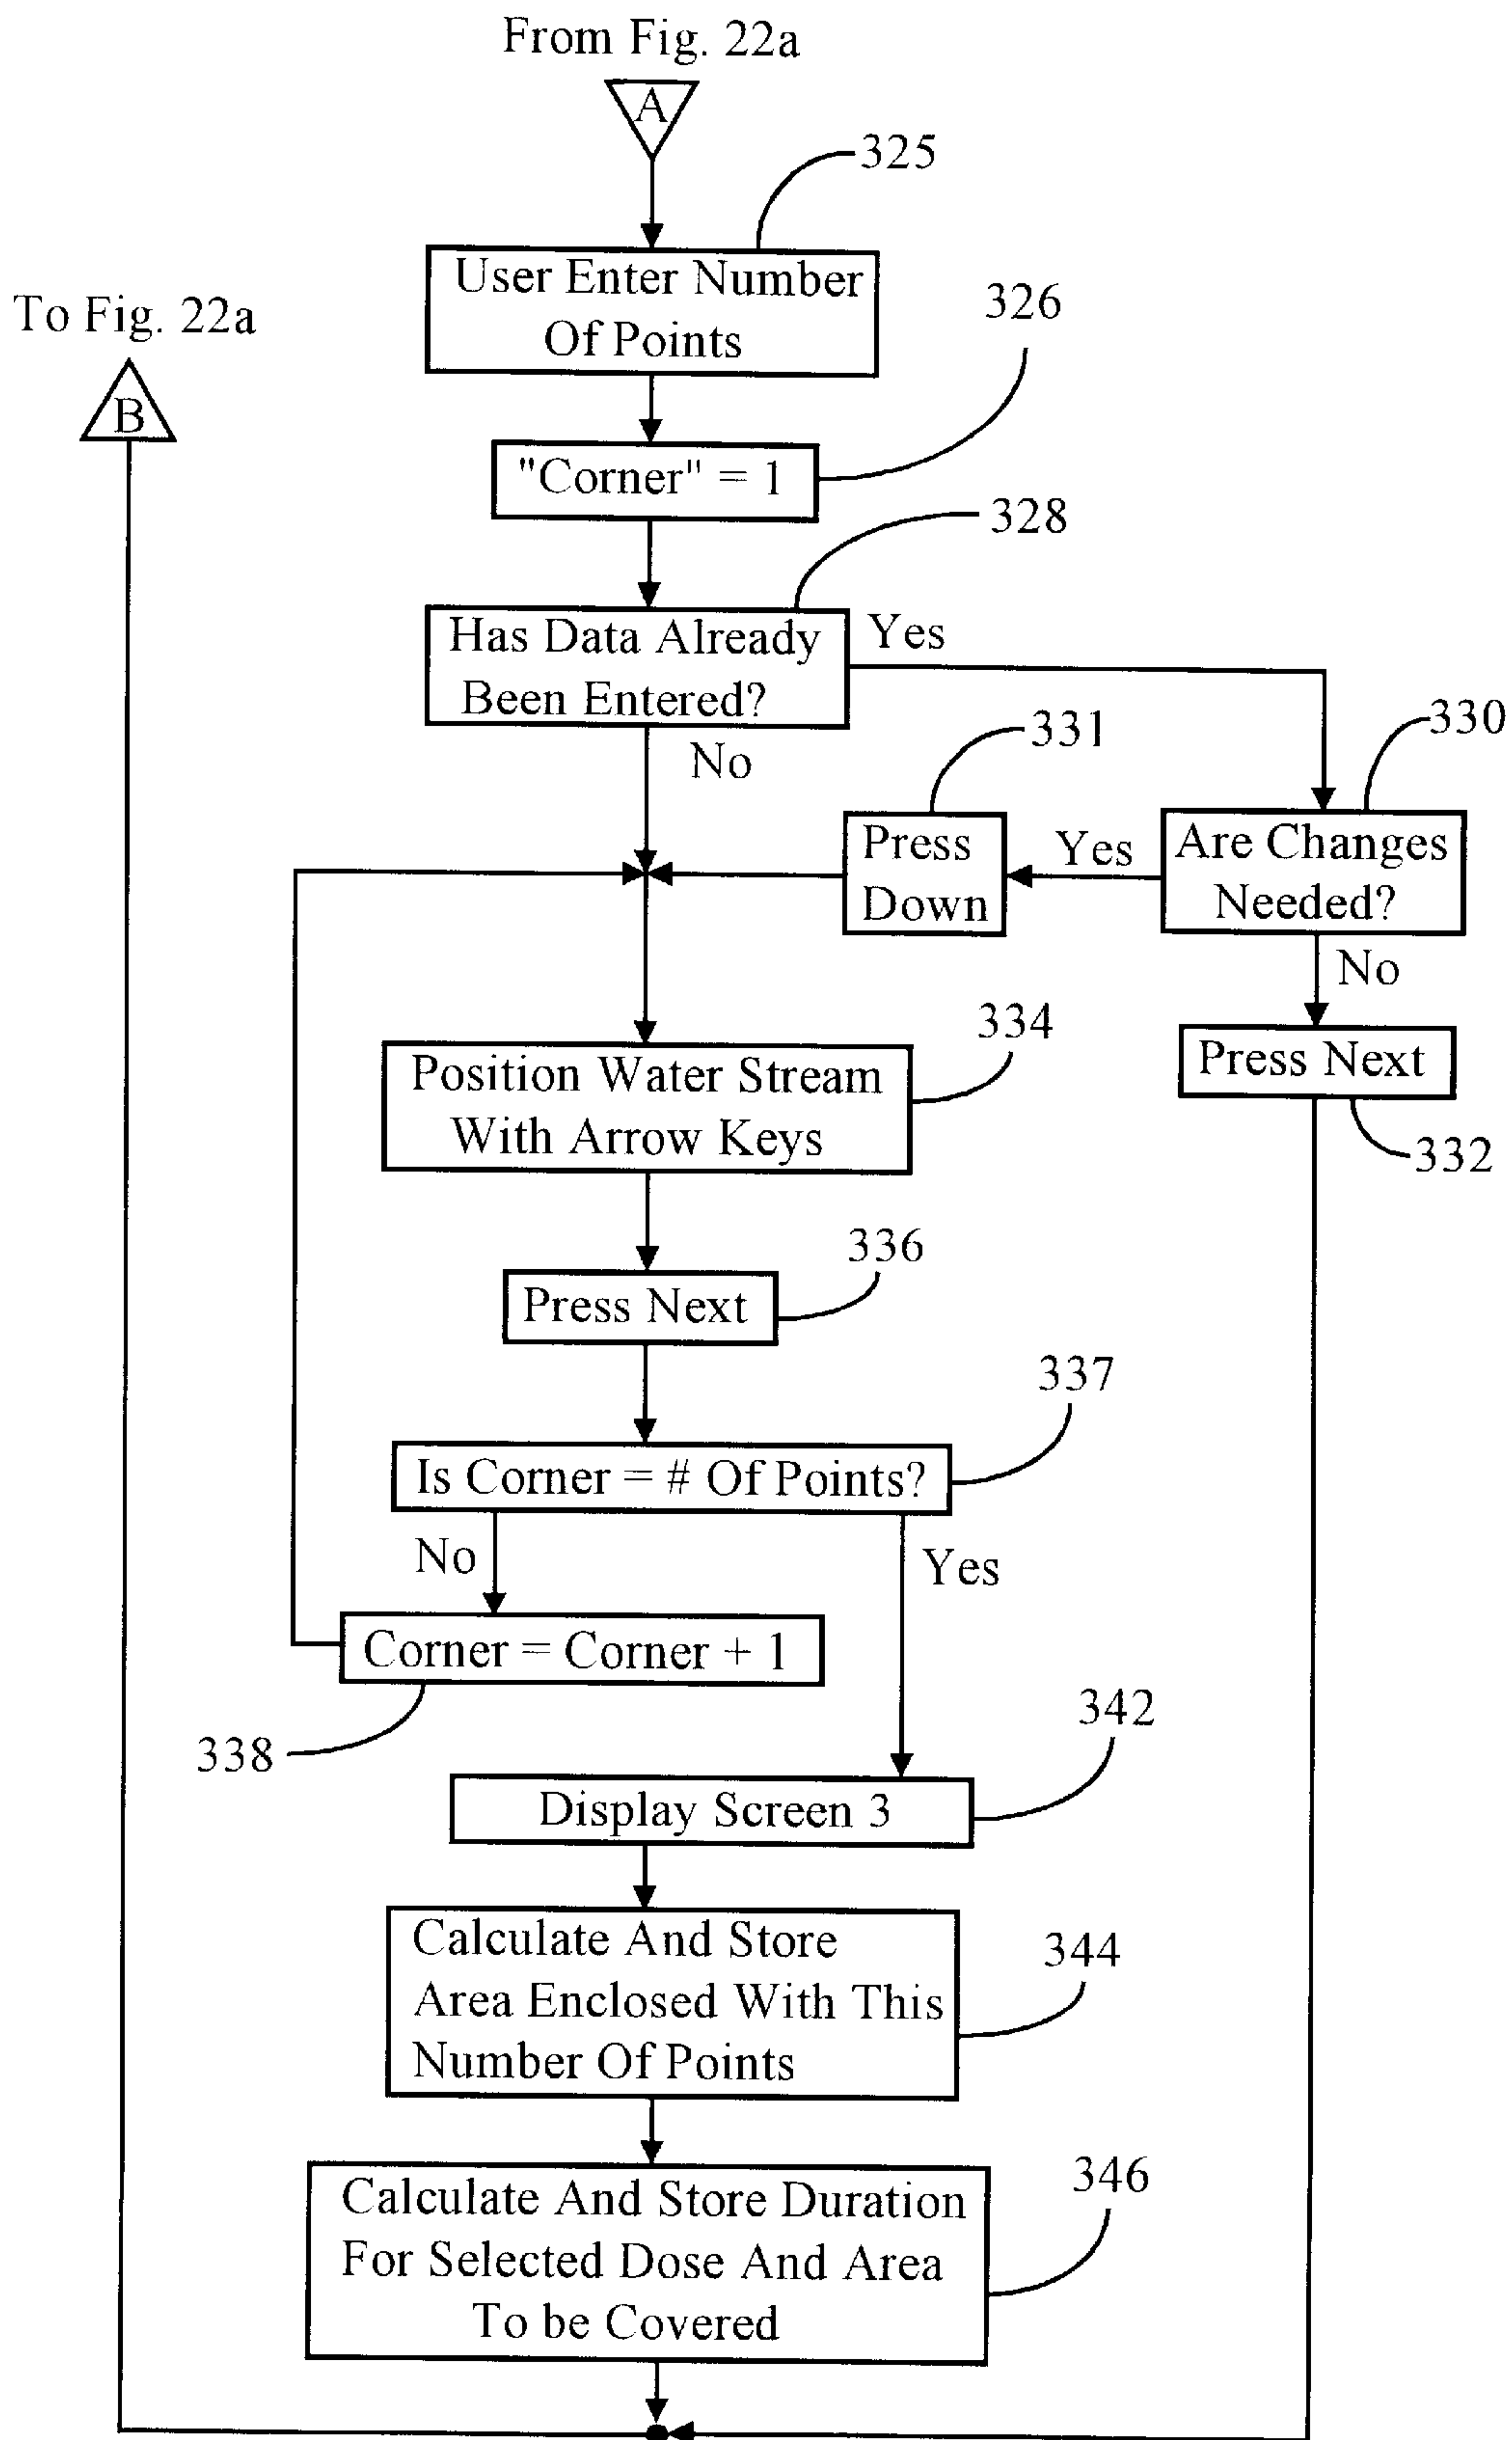 From Fig. 22a
A
325
User Enter Number
Of Points
To Fig. 22a
B
326
"Corner" = 1
328
Has Data Already
Been Entered?
Yes
No
331
330
Press
Down
Yes
Are Changes
Needed?
No
334
Position Water Stream
With Arrow Keys
Press Next
332
336
Press Next
337
Is Corner = # Of Points?
No
Yes
Corner = Corner + 1
338
342
Display Screen 3
Calculate And Store
Area Enclosed With This
Number Of Points
344
346
Calculate And Store Duration
For Selected Dose And Area
To be Covered